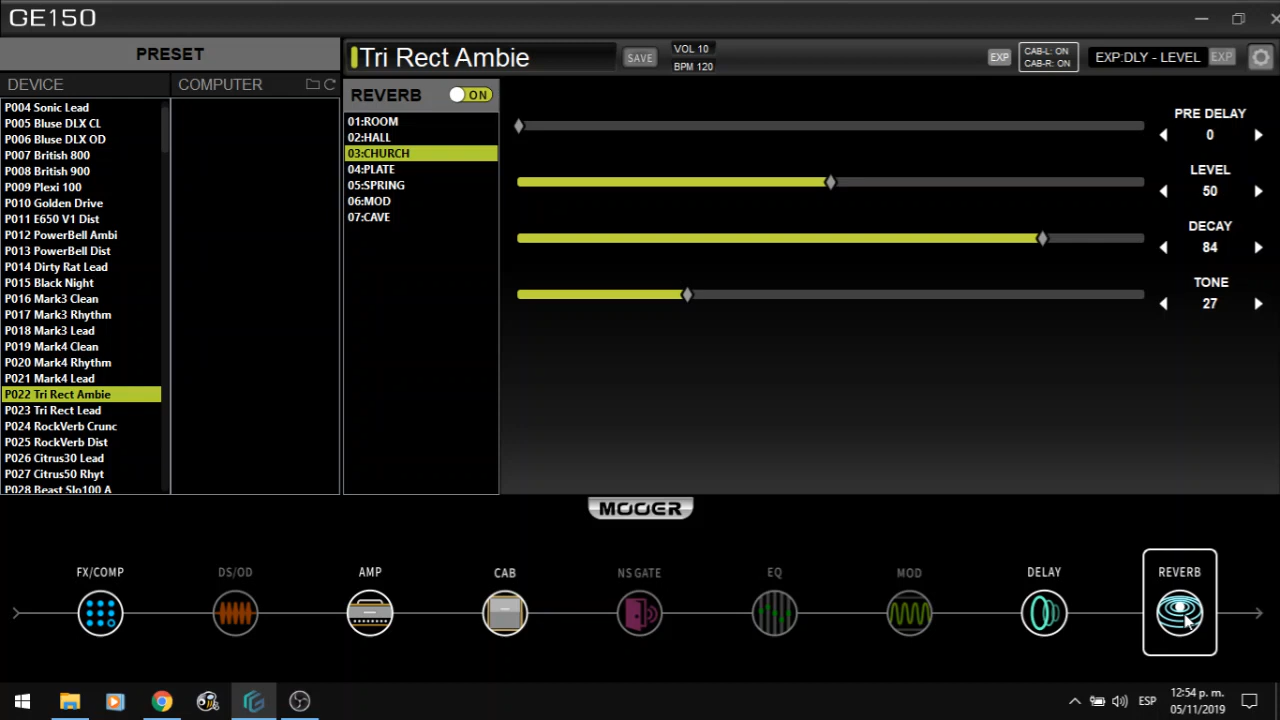 GE150
PRESET
DEVICE
COMPUTER
P004 Sonic Lead
P005 Bluse DLX CL
P006 Bluse DLX OD
P007 British 800
P008 British 900
P009 Plexi 100
P010 Golden Drive
P011 E650 V1 Dist
P012 PowerBell Ambi
P013 PowerBell Dist
P014 Dirty Rat Lead
P015 Black Night
P016 Mark3 Clean
P017 Mark3 Rhythm
P018 Mark3 Lead
P019 Mark4 Clean
P020 Mark4 Rhythm
P021 Mark4 Lead
P022 Tri Rect Ambie
P023 Tri Rect Lead
P024 RockVerb Crunc
P025 RockVerb Dist
P026 Citrus30 Lead
P027 Citrus50 Rhyt
P028 Beast Slo100 A
Tri Rect Ambie
SAVE
VOL 10
BPM 120
EXP
CAB-L: ON
CAB-R: ON
EXP:DLY - LEVEL
EXP
REVERB
ON
01:ROOM
02:HALL
03:CHURCH
04:PLATE
05:SPRING
06:MOD
07:CAVE
PRE DELAY
0
LEVEL
50
DECAY
84
TONE
27
MOOER
FX/COMP
DS/OD
AMP
CAB
NS GATE
EQ
MOD
DELAY
REVERB
ESP
12:54 p. m.
05/11/2019